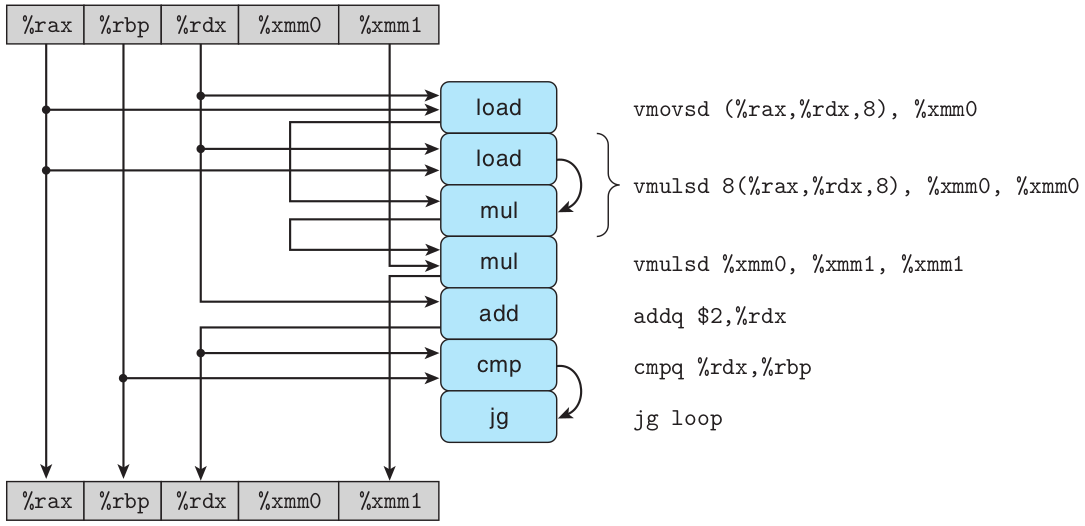 %rax %rbp %rdx %xmm0 %xmm1
load vmovsd (%rax,%rdx,8), %xmm0
load
vmulsd 8(%rax,%rdx,8), %xmm0, %xmm0
mul
mul vmulsd %xmm0, %xmm1, %xmm1
add addq $2,%rdx
cmp cmpq %rdx,%rbp
jg jg loop
%rax %rbp %rdx %xmm0 %xmm1